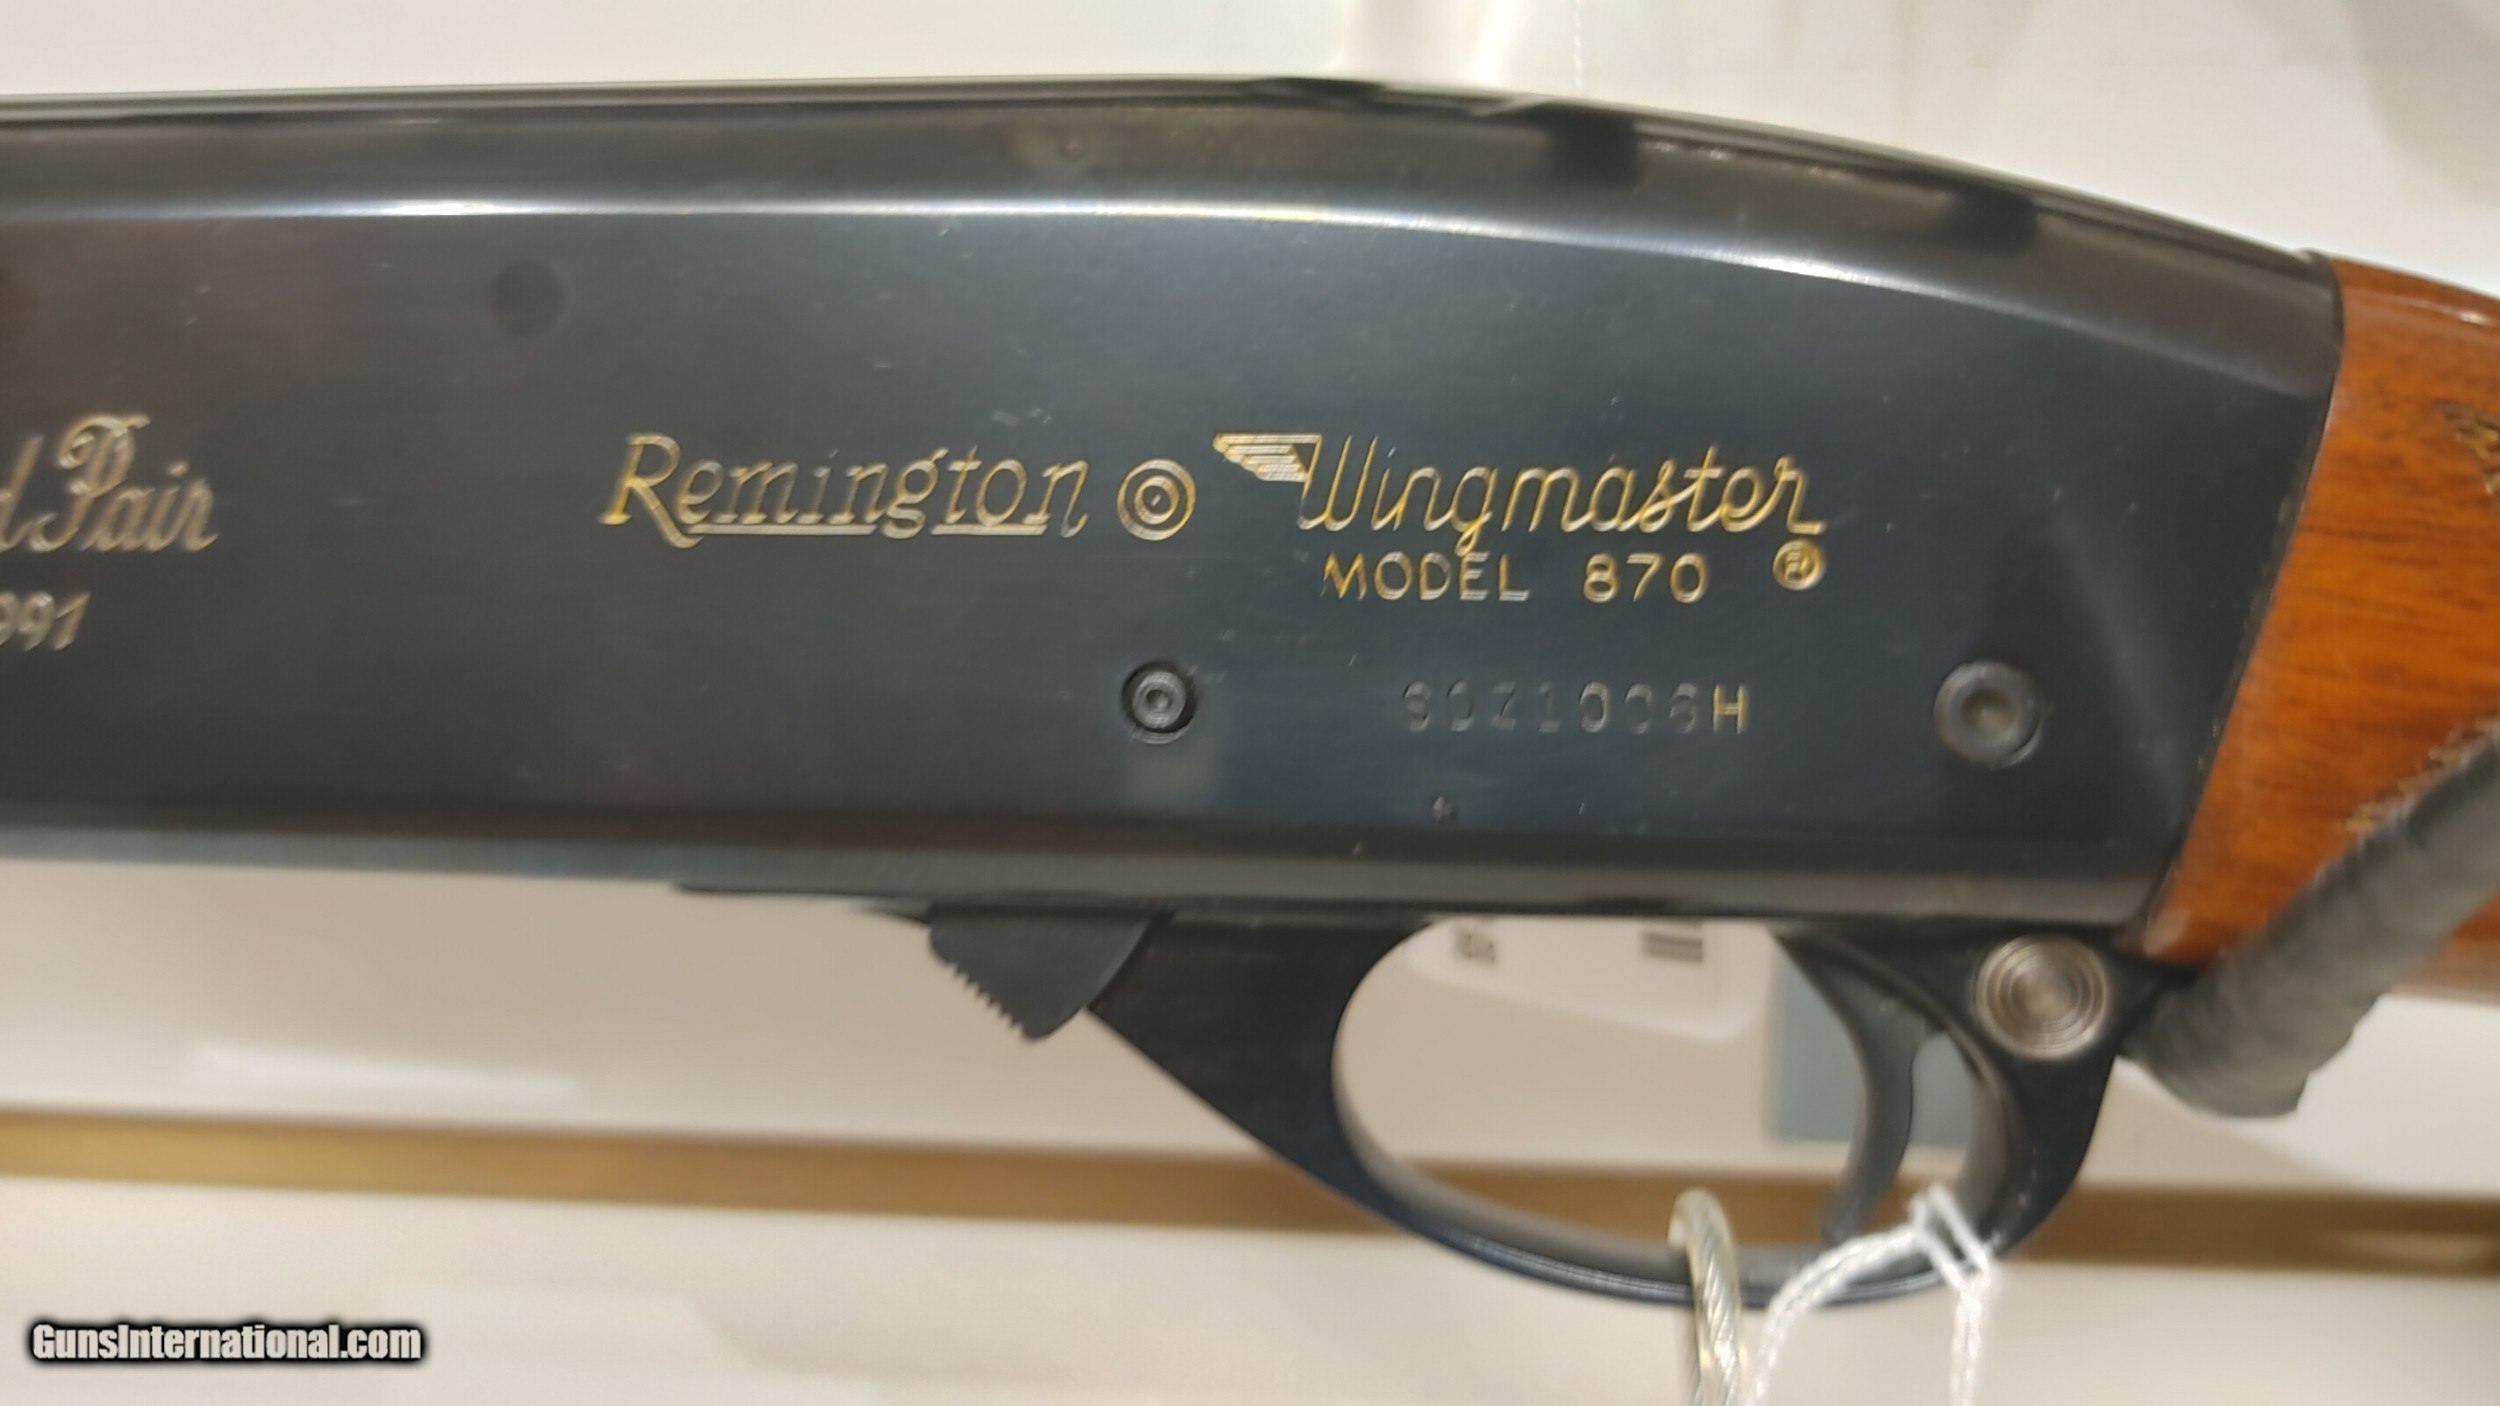 d Pair
991
Remington Wingmaster
MODEL 870 ®
H
GunsInternational.com